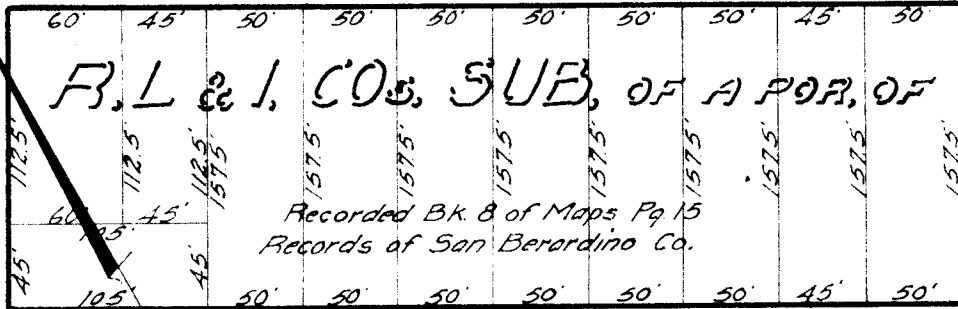 60' 45' 50' 50' 50' 50' 50' 50' 45' 50'
R. L & I. COs. SUB. OF A POR. OF
112.5' 112.5' 112.5' 157.5' 157.5' 157.5' 157.5' 157.5' 157.5' 157.5' 157.5' 157.5'
60' 45' Recorded Bk. 8 of Maps Pg 15
105'
Records of San Berardino Co.
45' 45'
105' 50' 50' 50' 50' 50' 50' 45' 50'